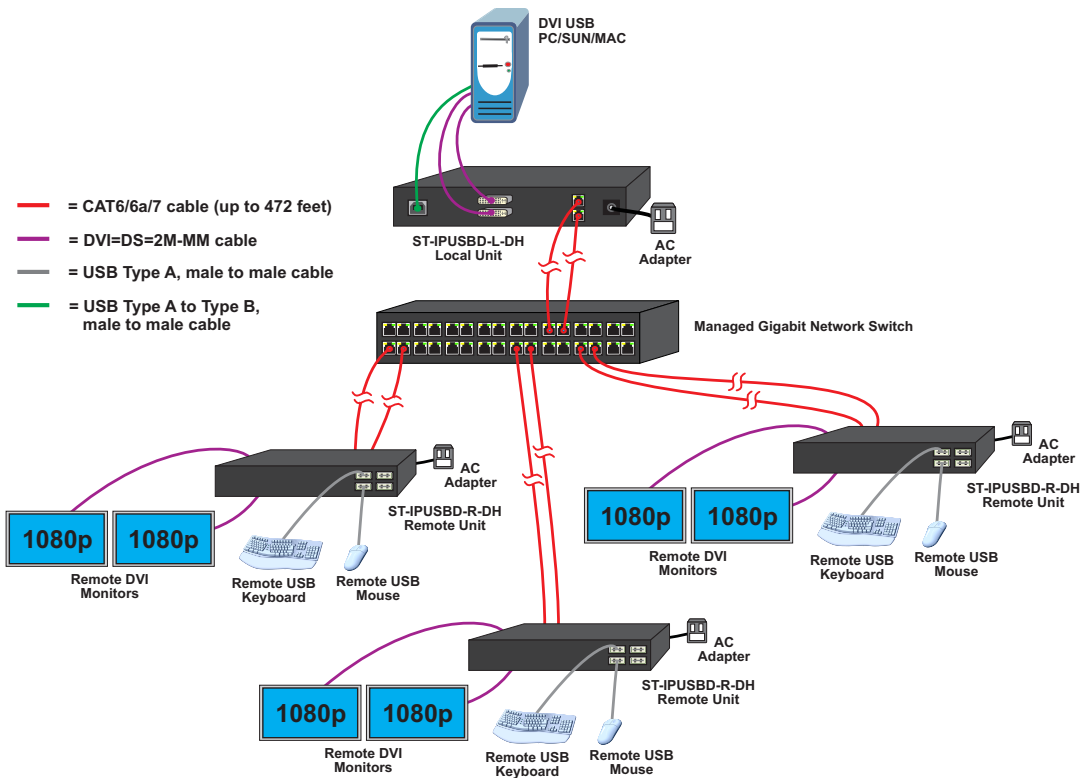 DVI USB
PC/SUN/MAC
= CAT6/6a/7 cable (up to 472 feet)
= DVI=DS=2M-MM cable
= USB Type A, male to male cable
= USB Type A to Type B,
male to male cable
ST-IPUSBD-L-DH
Local Unit
AC
Adapter
Managed Gigabit Network Switch
AC
Adapter
ST-IPUSBD-R-DH
Remote Unit
1080p
1080p
Remote DVI
Monitors
Remote USB
Keyboard
Remote USB
Mouse
AC
Adapter
ST-IPUSBD-R-DH
Remote Unit
1080p
1080p
Remote DVI
Monitors
Remote USB
Keyboard
Remote USB
Mouse
AC
Adapter
ST-IPUSBD-R-DH
Remote Unit
1080p
1080p
Remote DVI
Monitors
Remote USB
Keyboard
Remote USB
Mouse